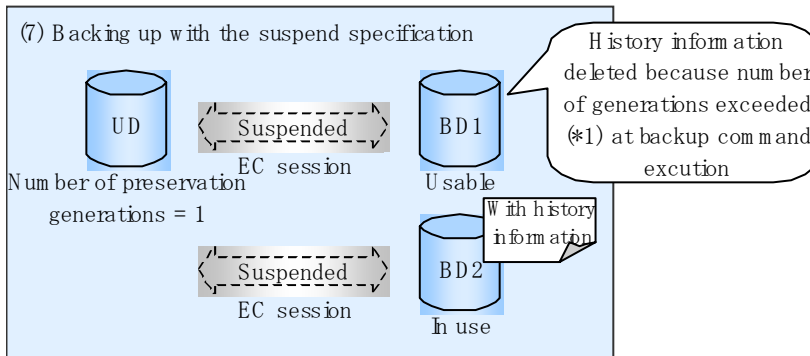 (7) Backing up with the suspend specification
History information
deleted because number
of generations exceeded
(*1) at backup command
excution
UD
Suspended
BD1
EC session
Number of preservation
generations = 1
Usable
With history
information
Suspended
BD2
EC session
In use